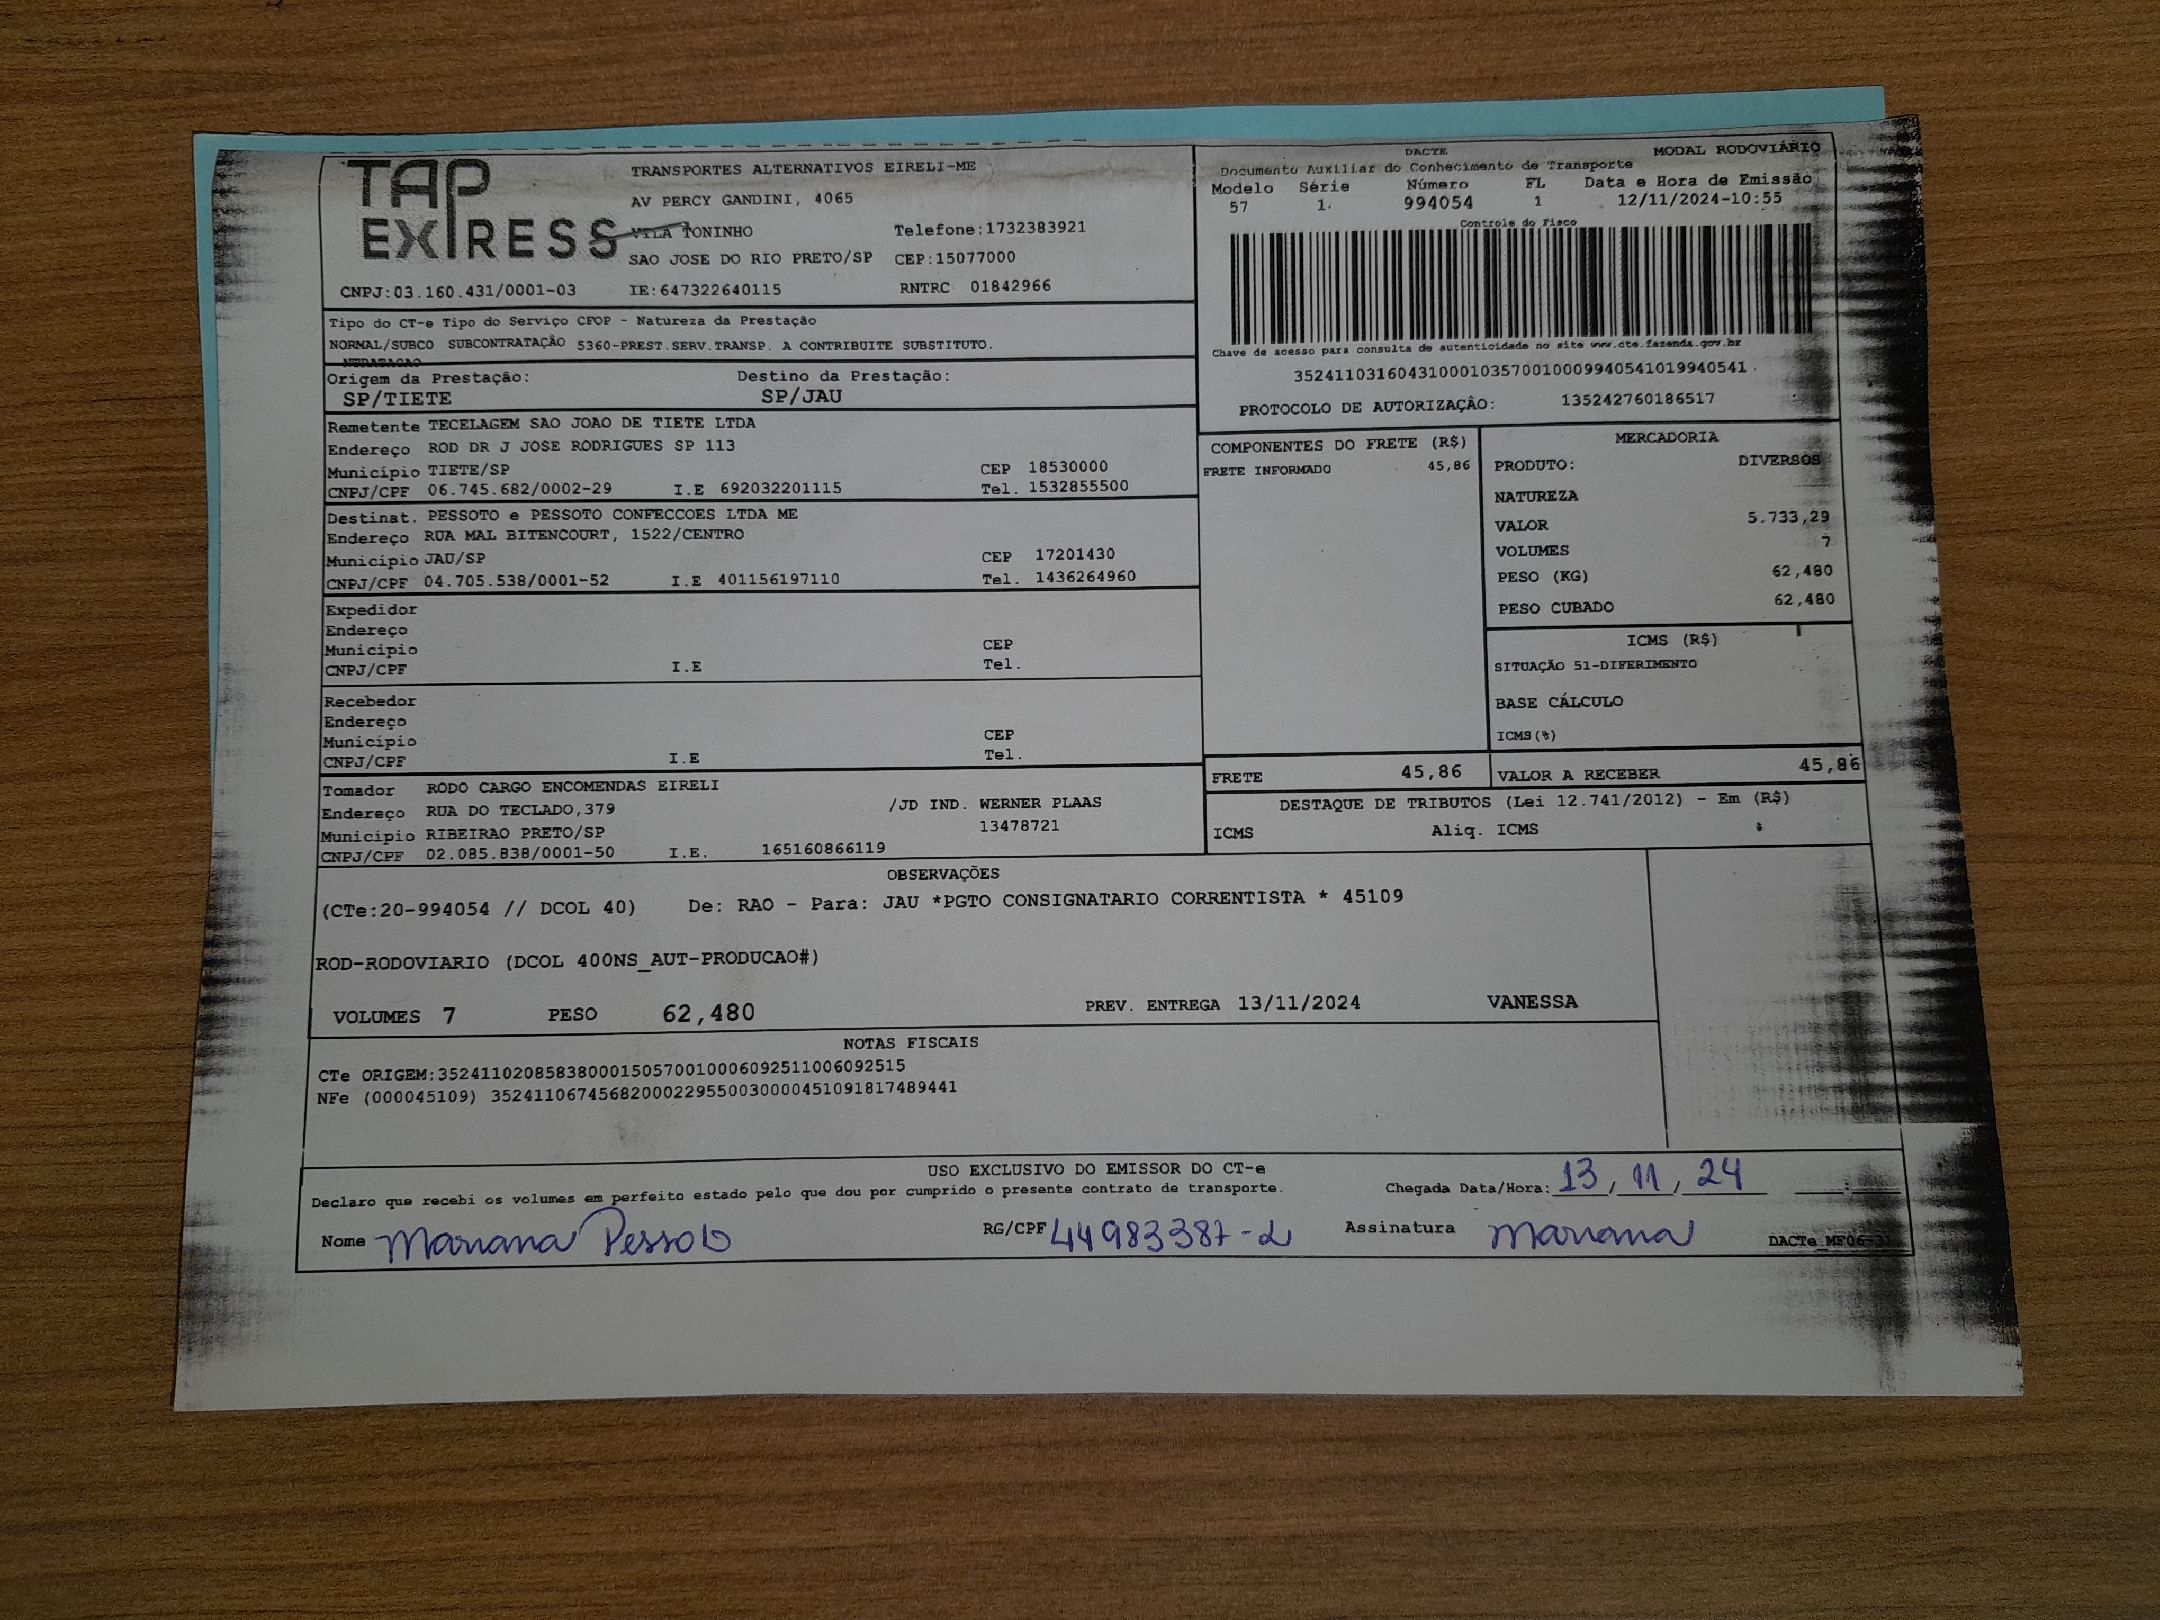 TAP
EXPRESS
TRANSPORTES ALTERNATIVOS EIRELI-ME
AV PERCY GANDINI, 4065
VILA TONINHO Telefone:1732383921
SAO JOSE DO RIO PRETO/SP CEP:15077000
CNPJ:03.160.431/0001-03 IE:647322640115 RNTRC 01842966
DACTE MODAL RODOVIÁRIO
Documento Auxiliar do Conhecimento de Transporte
Modelo Série Número FL Data e Hora de Emissão
57 1. 994054 1 12/11/2024-10:55
Controle do Fisco
Chave de acesso para consulta de autenticidade no site www.cte.fazenda.gov.br
35241103160431000103570010009940541019940541.
PROTOCOLO DE AUTORIZAÇÃO: 135242760186517
Tipo do CT-e Tipo do Serviço CFOP - Natureza da Prestação
NORMAL/SUBCO SUBCONTRATAÇÃO 5360-PREST.SERV.TRANSP. A CONTRIBUITE SUBSTITUTO.
Origem da Prestação: Destino da Prestação:
SP/TIETE SP/JAU
Remetente TECELAGEM SAO JOAO DE TIETE LTDA
Endereço ROD DR J JOSE RODRIGUES SP 113
Município TIETE/SP CEP 18530000
CNPJ/CPF 06.745.682/0002-29 I.E 692032201115 Tel. 1532855500
Destinat. PESSOTO e PESSOTO CONFECCOES LTDA ME
Endereço RUA MAL BITENCOURT, 1522/CENTRO
Município JAU/SP CEP 17201430
CNPJ/CPF 04.705.538/0001-52 I.E 401156197110 Tel. 1436264960
Expedidor
Endereço
Município CEP
CNPJ/CPF I.E Tel.
Recebedor
Endereço
Município CEP
CNPJ/CPF I.E Tel.
Tomador RODO CARGO ENCOMENDAS EIRELI
Endereço RUA DO TECLADO,379 /JD IND. WERNER PLAAS
Município RIBEIRAO PRETO/SP 13478721
CNPJ/CPF 02.085.838/0001-50 I.E. 165160866119
COMPONENTES DO FRETE (R$)
FRETE INFORMADO 45,86
MERCADORIA
PRODUTO: DIVERSOS
NATUREZA
VALOR 5.733,29
VOLUMES 7
PESO (KG) 62,480
PESO CUBADO 62,480
ICMS (R$)
SITUAÇÃO 51-DIFERIMENTO
BASE CÁLCULO
ICMS(%)
FRETE 45,86 VALOR A RECEBER 45,86
DESTAQUE DE TRIBUTOS (Lei 12.741/2012) - Em (R$)
ICMS Aliq. ICMS
OBSERVAÇÕES
(CTe:20-994054 // DCOL 40) De: RAO - Para: JAU *PGTO CONSIGNATARIO CORRENTISTA * 45109
ROD-RODOVIARIO (DCOL 400NS_AUT-PRODUCAO#)
VOLUMES 7 PESO 62,480 PREV. ENTREGA 13/11/2024 VANESSA
NOTAS FISCAIS
CTe ORIGEM:35241102085838000150570010006092511006092515
NFe (000045109) 35241106745682000229550030000451091817489441
USO EXCLUSIVO DO EMISSOR DO CT-e
Declaro que recebi os volumes em perfeito estado pelo que dou por cumprido o presente contrato de transporte. Chegada Data/Hora: 13/11/24
Nome Mariana Pessoto RG/CPF 44983387-2 Assinatura Mariana